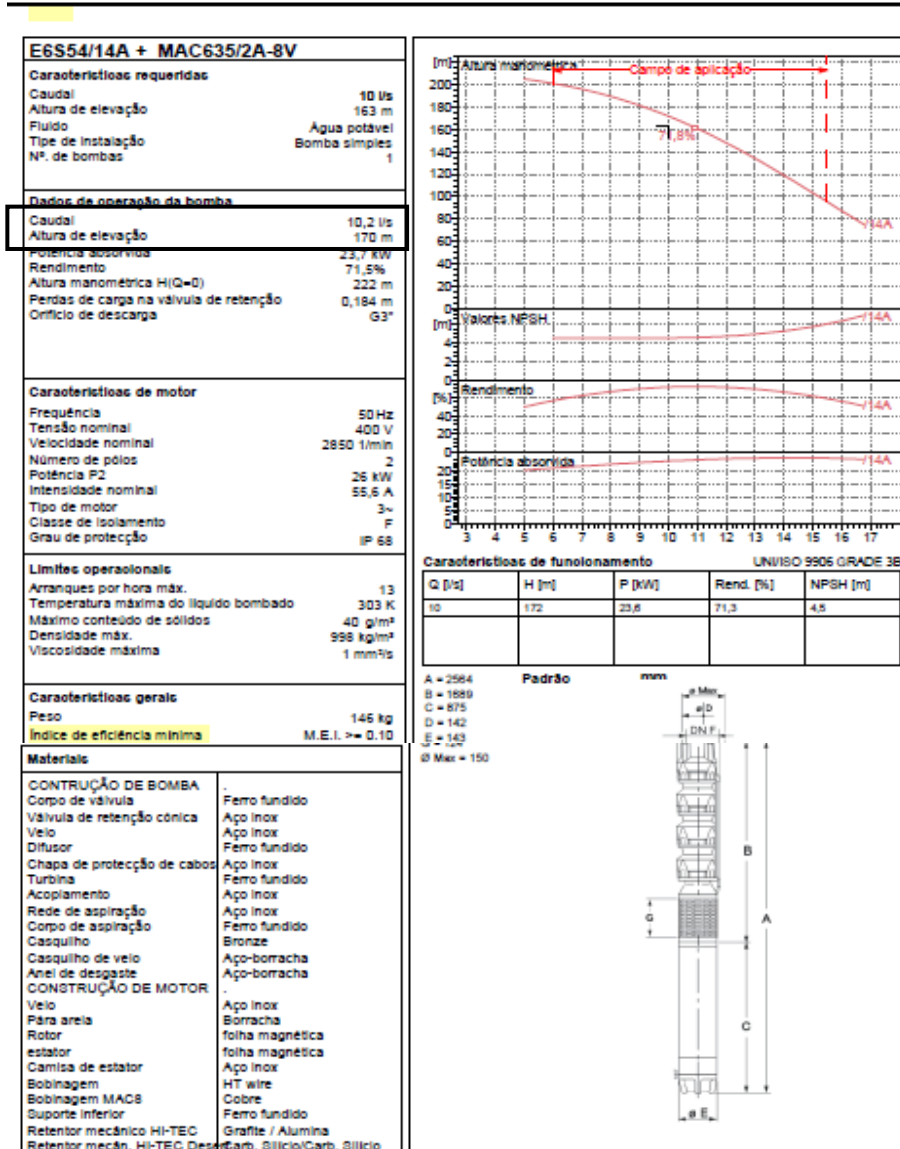 E6S54/14A + MAC635/2A-8V
Caracteristicas requeridas
Caudal 10 l/s
Altura de elevação 163 m
Fluido Agua potável
Tipe de instalação Bomba simples
Nº. de bombas 1
Dados de operação da bomba
Caudal 10,2 l/s
Altura de elevação 170 m
Potência absorvida 23,7 kW
Rendimento 71,5%
Altura manométrica H(Q=0) 222 m
Perdas de carga na válvula de retenção 0,184 m
Orificio de descarga G3"
Caracteristicas de motor
Frequência 50 Hz
Tensão nominal 400 V
Velocidade nominal 2850 1/min
Número de pólos 2
Potência P2 26 kW
Intensidade nominal 55,6 A
Tipo de motor 3~
Classe de isolamento F
Grau de protecção IP 68
Limites operacionais
Arranques por hora máx. 13
Temperatura máxima do liquido bombado 303 K
Máximo conteúdo de sólidos 40 g/m³
Densidade máx. 998 kg/m³
Viscosidade máxima 1 mm²/s
Caracteristicas gerais
Peso 146 kg
Índice de eficiência minima M.E.I. >= 0.10
Materiais
CONTRUÇÃO DE BOMBA .
Corpo de válvula Ferro fundido
Válvula de retenção cónica Aço inox
Veio Aço inox
Difusor Ferro fundido
Chapa de protecção de cabos Aço inox
Turbina Ferro fundido
Acoplamento Aço inox
Rede de aspiração Aço inox
Corpo de aspiração Ferro fundido
Casquilho Bronze
Casquilho de veio Aço-borracha
Anel de desgaste Aço-borracha
CONSTRUÇÃO DE MOTOR .
Veio Aço inox
Pára areia Borracha
Rotor folha magnética
estator folha magnética
Camisa de estator Aço inox
Bobinagem HT wire
Bobinagem MAC8 Cobre
Suporte inferior Ferro fundido
Retentor mecânico HI-TEC Grafite / Alumina
Retentor mecân. HI-TEC Desert Carb. Silicio/Carb. Silicio
[m] Altura manométrica Campo de aplicação
200
180
160 71,8%
140
120
100
80 /14A
60
40
20
0
[m] Valores NPSH /14A
4
2
0
[%] Rendimento
40 /14A
20
0
Potência absorvida /14A
20
15
10
5
0
3 4 5 6 7 8 9 10 11 12 13 14 15 16 17
Caracteristicas de funcionamento UNI/ISO 9906 GRADE 3B
Q [l/s] H [m] P [kW] Rend. [%] NPSH [m]
10 172 23,6 71,3 4,5
A = 2564 Padrão mm
B = 1689
C = 875
D = 142
E = 143
Ø Max = 150
ø Max
ø D
DN F
B
G
A
C
ø E